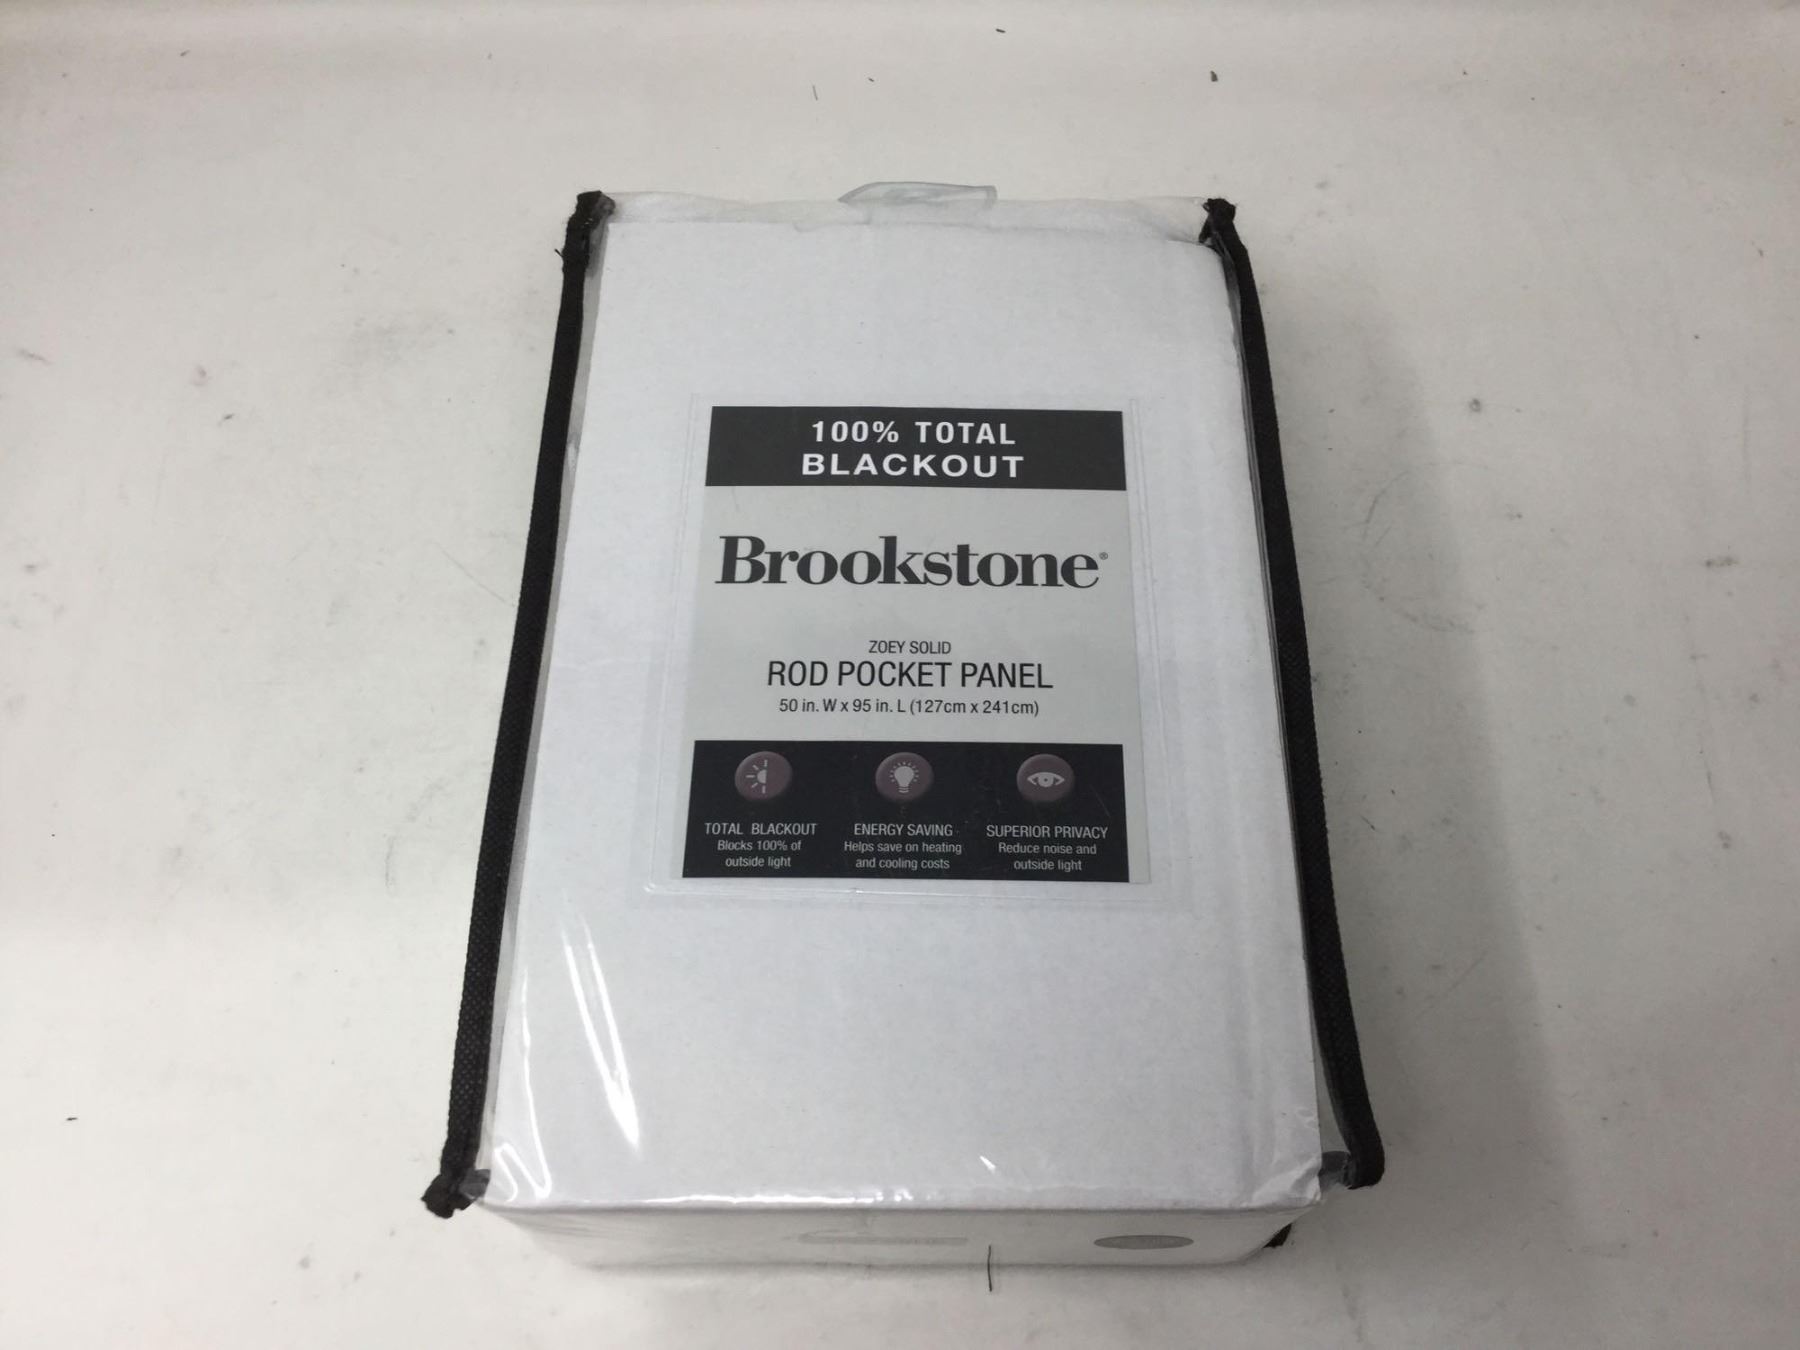 100% TOTAL
BLACKOUT
Brookstone®
ZOEY SOLID
ROD POCKET PANEL
50 in. W x 95 in. L (127cm x 241cm)
TOTAL BLACKOUT
Blocks 100% of
outside light
ENERGY SAVING
Helps save on heating
and cooling costs
SUPERIOR PRIVACY
Reduce noise and
outside light